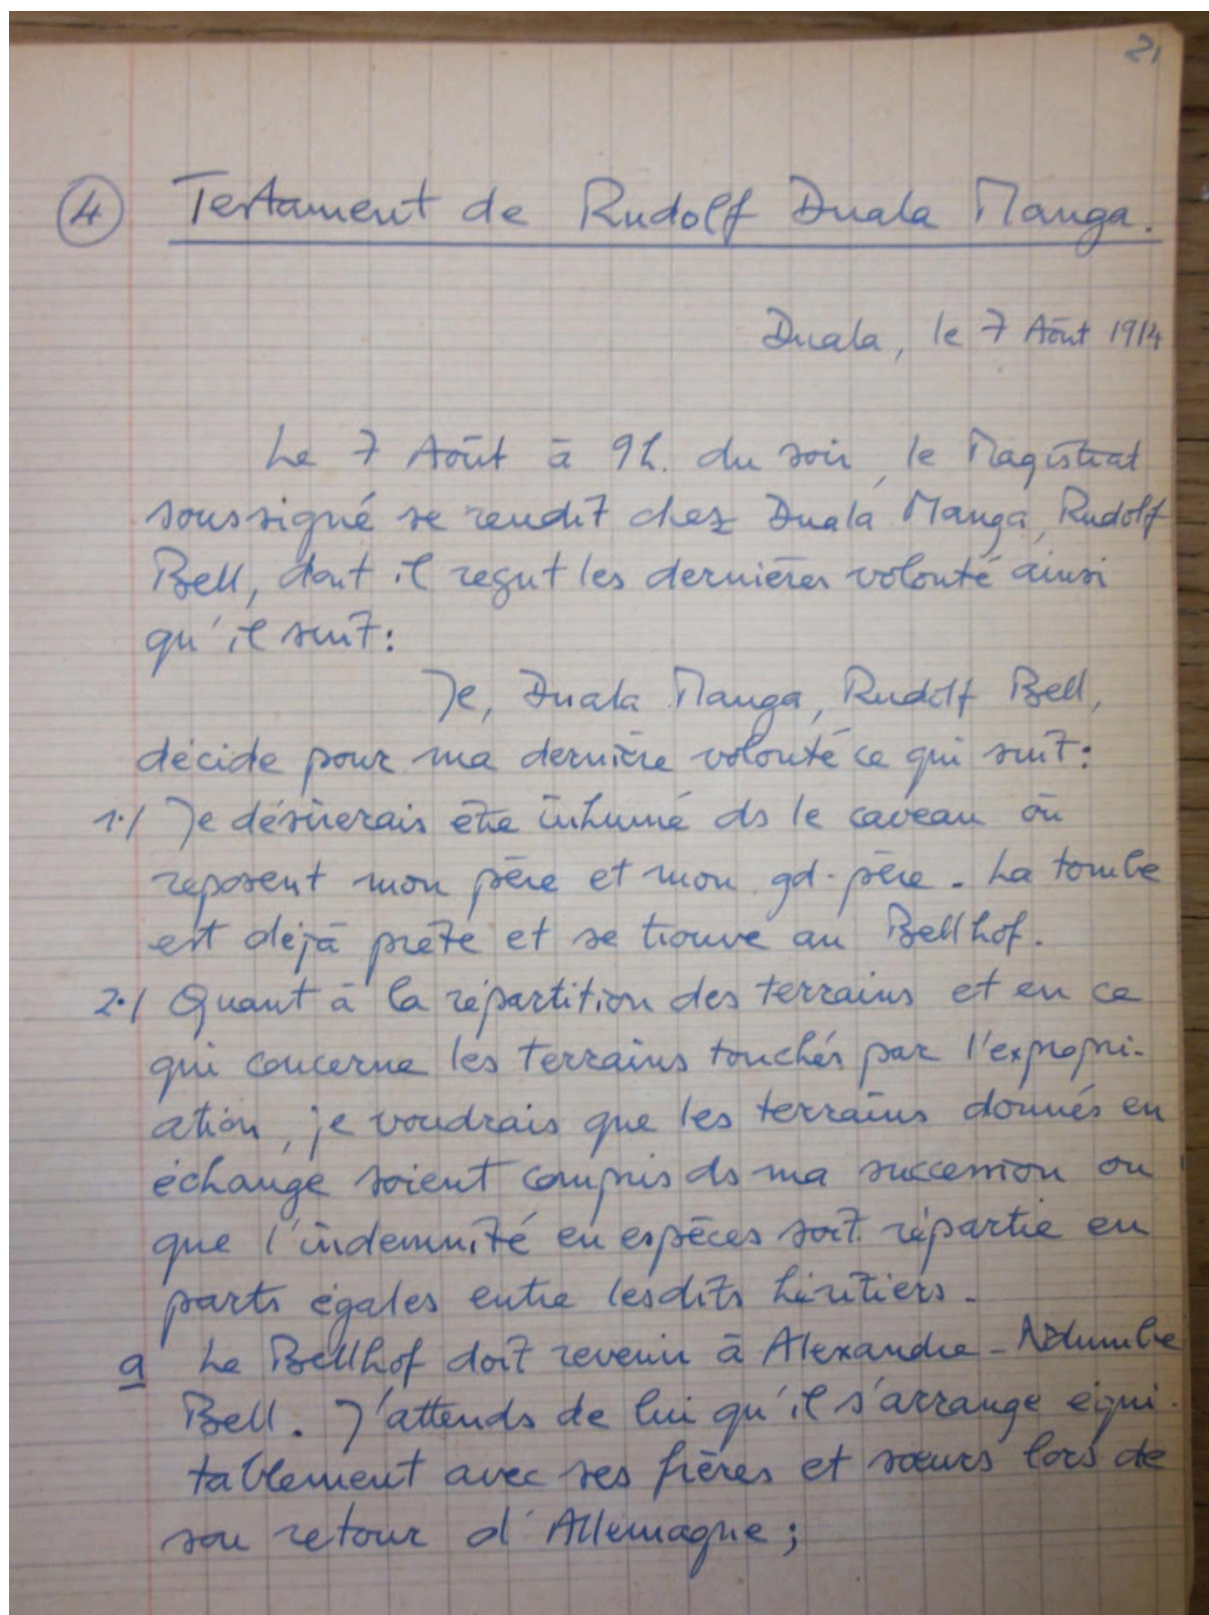 21
4 Testament de Rudolf Duala Manga.
Duala, le 7 Août 1914
Le 7 Août à 9h. du soir, le Magistrat
soussigné se rendit chez Duala Manga, Rudolf
Bell, dont il reçut les dernières volonté ainsi
qu'il suit:
Je, Duala Manga, Rudolf Bell,
décide pour ma dernière volonté ce qui suit:
1./ Je désirerais être inhumé ds le caveau où
reposent mon père et mon gd-père. La tombe
est déjà prête et se trouve au Bellhof.
2./ Quant à la répartition des terrains et en ce
qui concerne les terrains touchés par l'expropri-
ation, je voudrais que les terrains donnés en
échange soient compris ds ma succession ou
que l'indemnité en espèces soit répartie en
parts égales entre lesdits héritiers.
a Le Bellhof doit revenir à Alexandre-Ndumbe
Bell. J'attends de lui qu'il s'arrange équi-
tablement avec ses frères et sœurs lors de
son retour d'Allemagne;